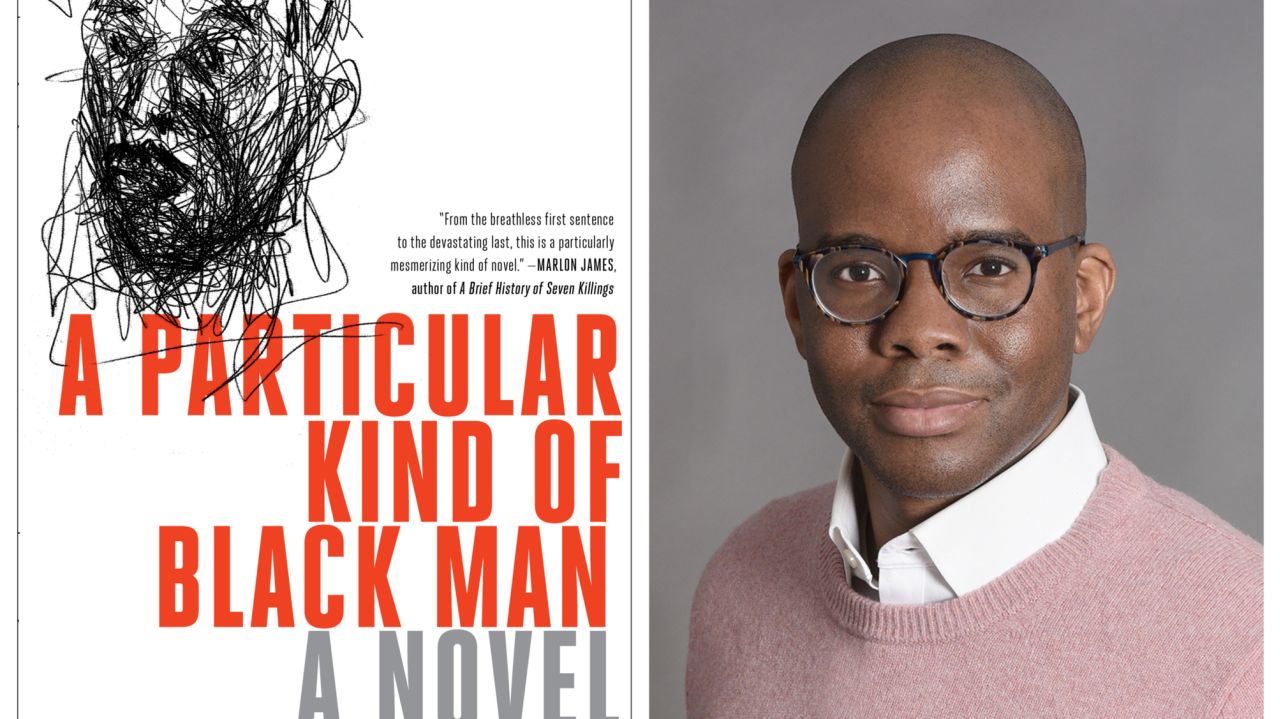 “From the breathless first sentence
to the devastating last, this is a particularly
mesmerizing kind of novel.” —MARLON JAMES,
author of A Brief History of Seven Killings
A PARTICULAR
KIND OF
BLACK MAN
A NOVEL